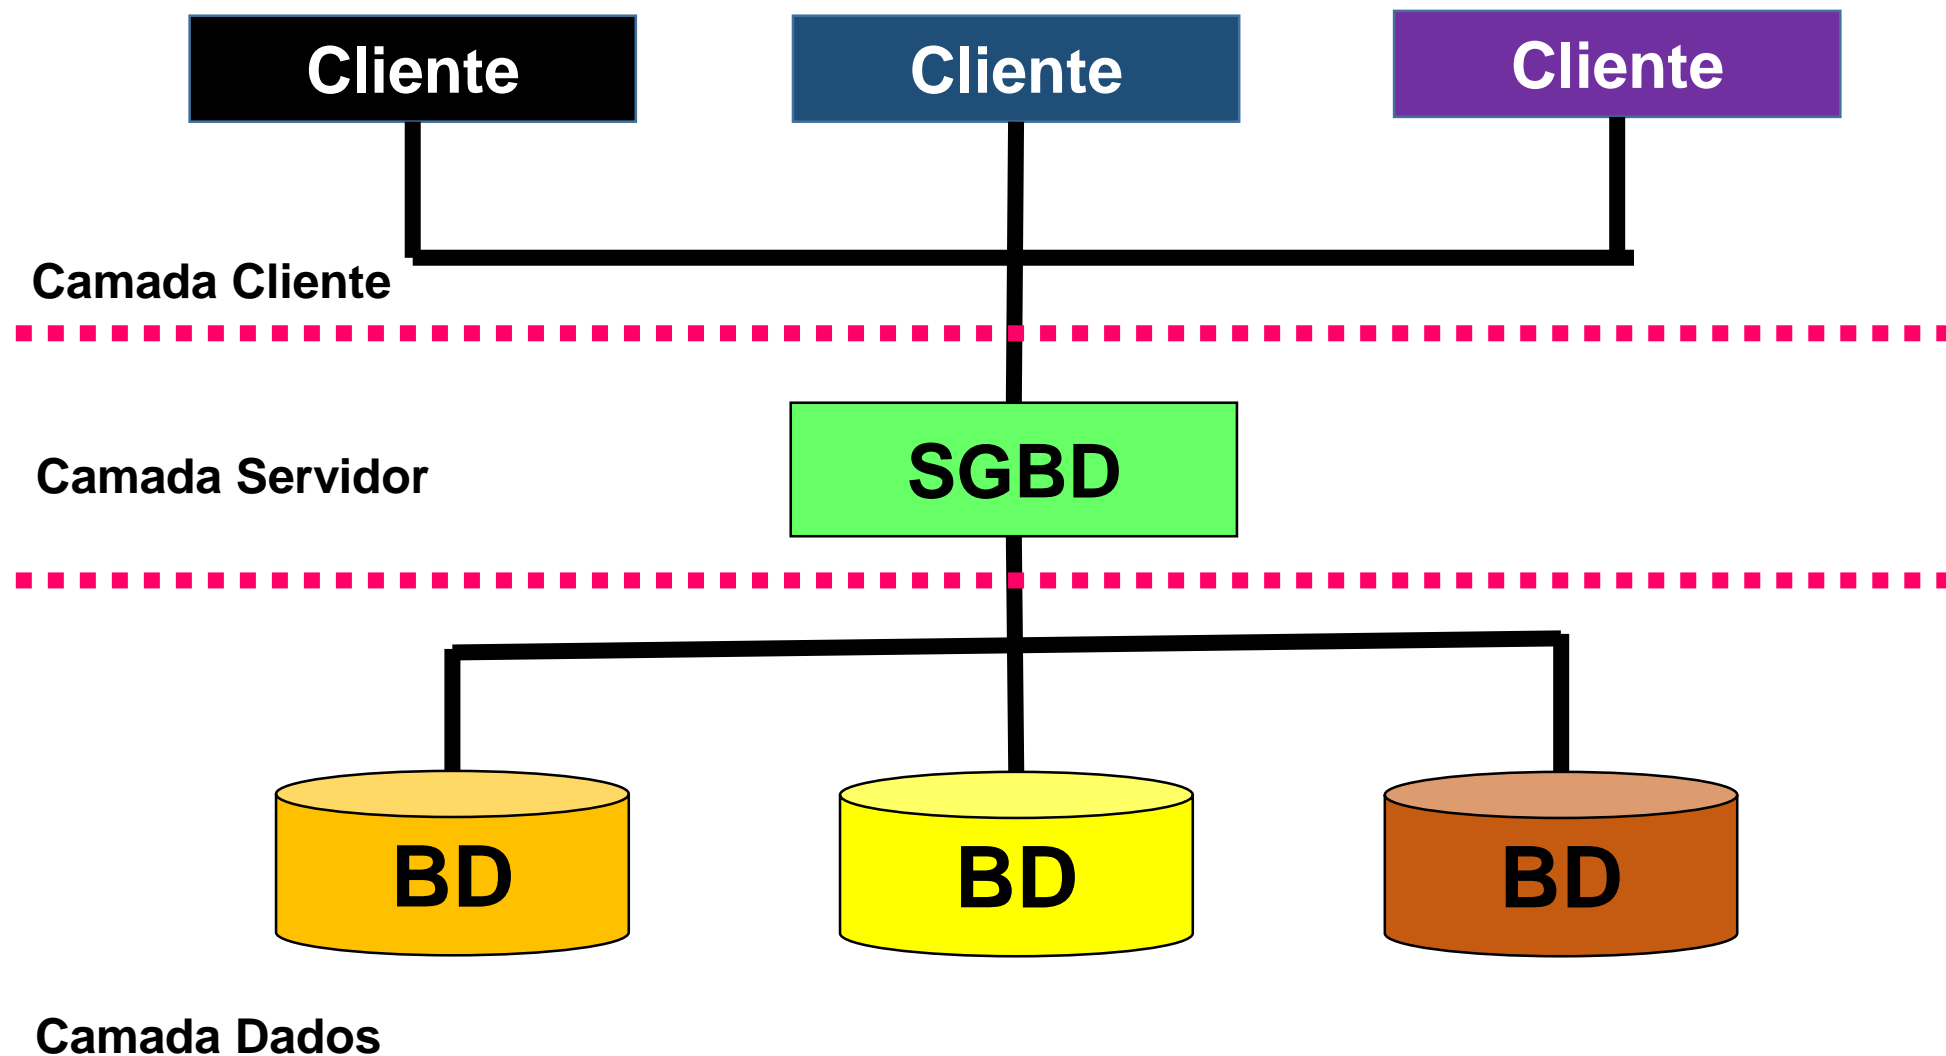 Cliente
Cliente
Cliente
Camada Cliente
SGBD
Camada Servidor
BD
BD
BD
Camada Dados